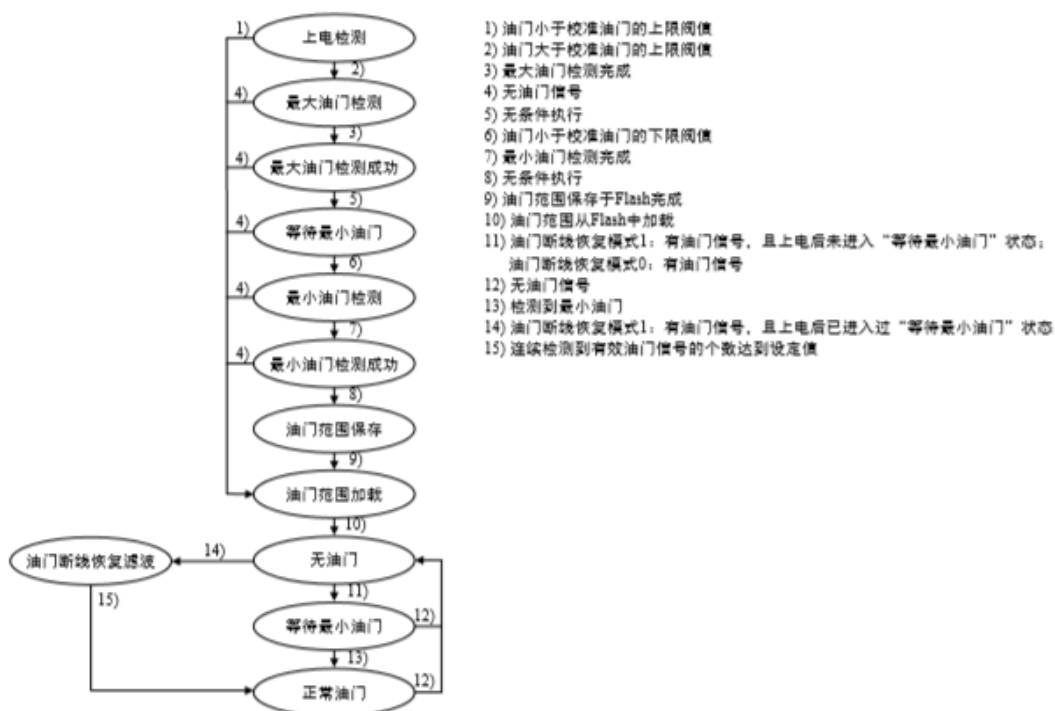 1)
上电检测
2)
4)
最大油门检测
3)
4)
最大油门检测成功
5)
4)
等待最小油门
6)
4)
最小油门检测
7)
4)
最小油门检测成功
8)
油门范围保存
9)
油门范围加载
10)
油门断线恢复滤波
14)
无油门
15)
11)
等待最小油门
12)
13)
正常油门
12)
1) 油门小于校准油门的上限阀值
2) 油门大于校准油门的上限阀值
3) 最大油门检测完成
4) 无油门信号
5) 无条件执行
6) 油门小于校准油门的下限阀值
7) 最小油门检测完成
8) 无条件执行
9) 油门范围保存于Flash完成
10) 油门范围从Flash中加载
11) 油门断线恢复模式1：有油门信号，且上电后未进入“等待最小油门”状态；
油门断线恢复模式0：有油门信号
12) 无油门信号
13) 检测到最小油门
14) 油门断线恢复模式1：有油门信号，且上电后已进入过“等待最小油门”状态
15) 连续检测到有效油门信号的个数达到设定值